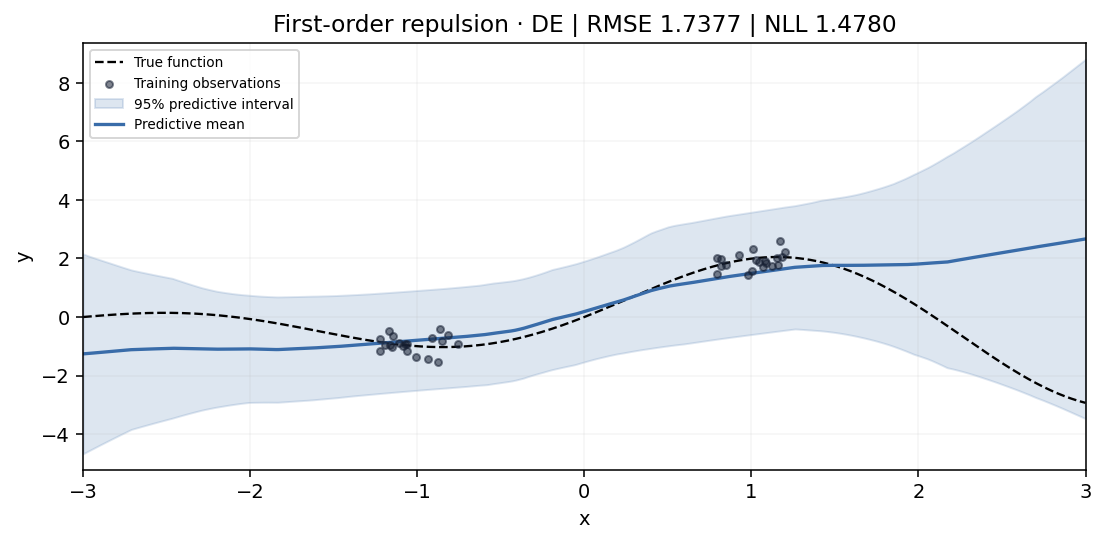 First-order repulsion · DE | RMSE 1.7377 | NLL 1.4780
True function
Training observations
95% predictive interval
Predictive mean
y
8
6
4
2
0
−2
−4
−3
−2
−1
0
1
2
3
x